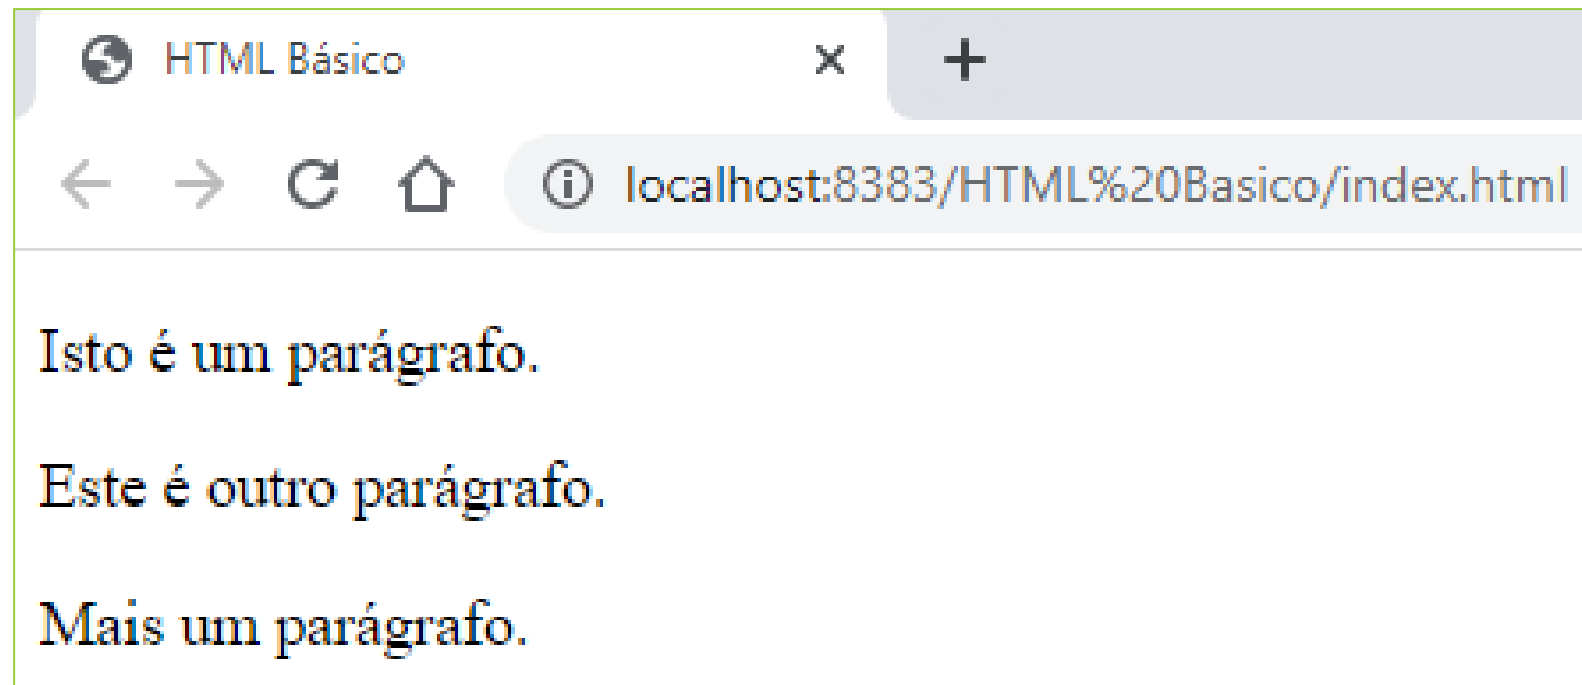 HTML Básico
localhost:8383/HTML%20Basico/index.html
Isto é um parágrafo.
Este é outro parágrafo.
Mais um parágrafo.